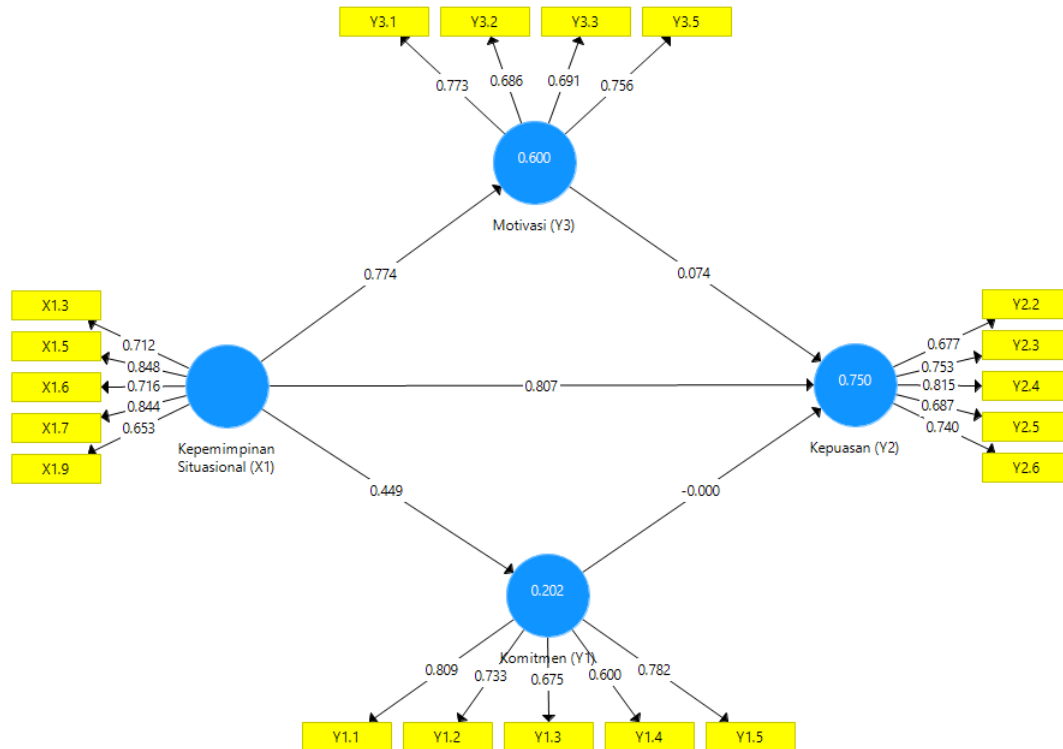 Y3.1
Y3.2
Y3.3
Y3.5
0.773
0.686
0.691
0.756
0.600
Motivasi (Y3)
0.774
0.074
X1.3
X1.5
X1.6
X1.7
X1.9
0.712
0.848
0.716
0.844
0.653
Kepemimpinan
Situasional (X1)
0.807
0.750
Kepuasan (Y2)
0.677
0.753
0.815
0.687
0.740
Y2.2
Y2.3
Y2.4
Y2.5
Y2.6
0.449
-0.000
0.202
Komitmen (Y1)
0.809
0.733
0.675
0.600
0.782
Y1.1
Y1.2
Y1.3
Y1.4
Y1.5